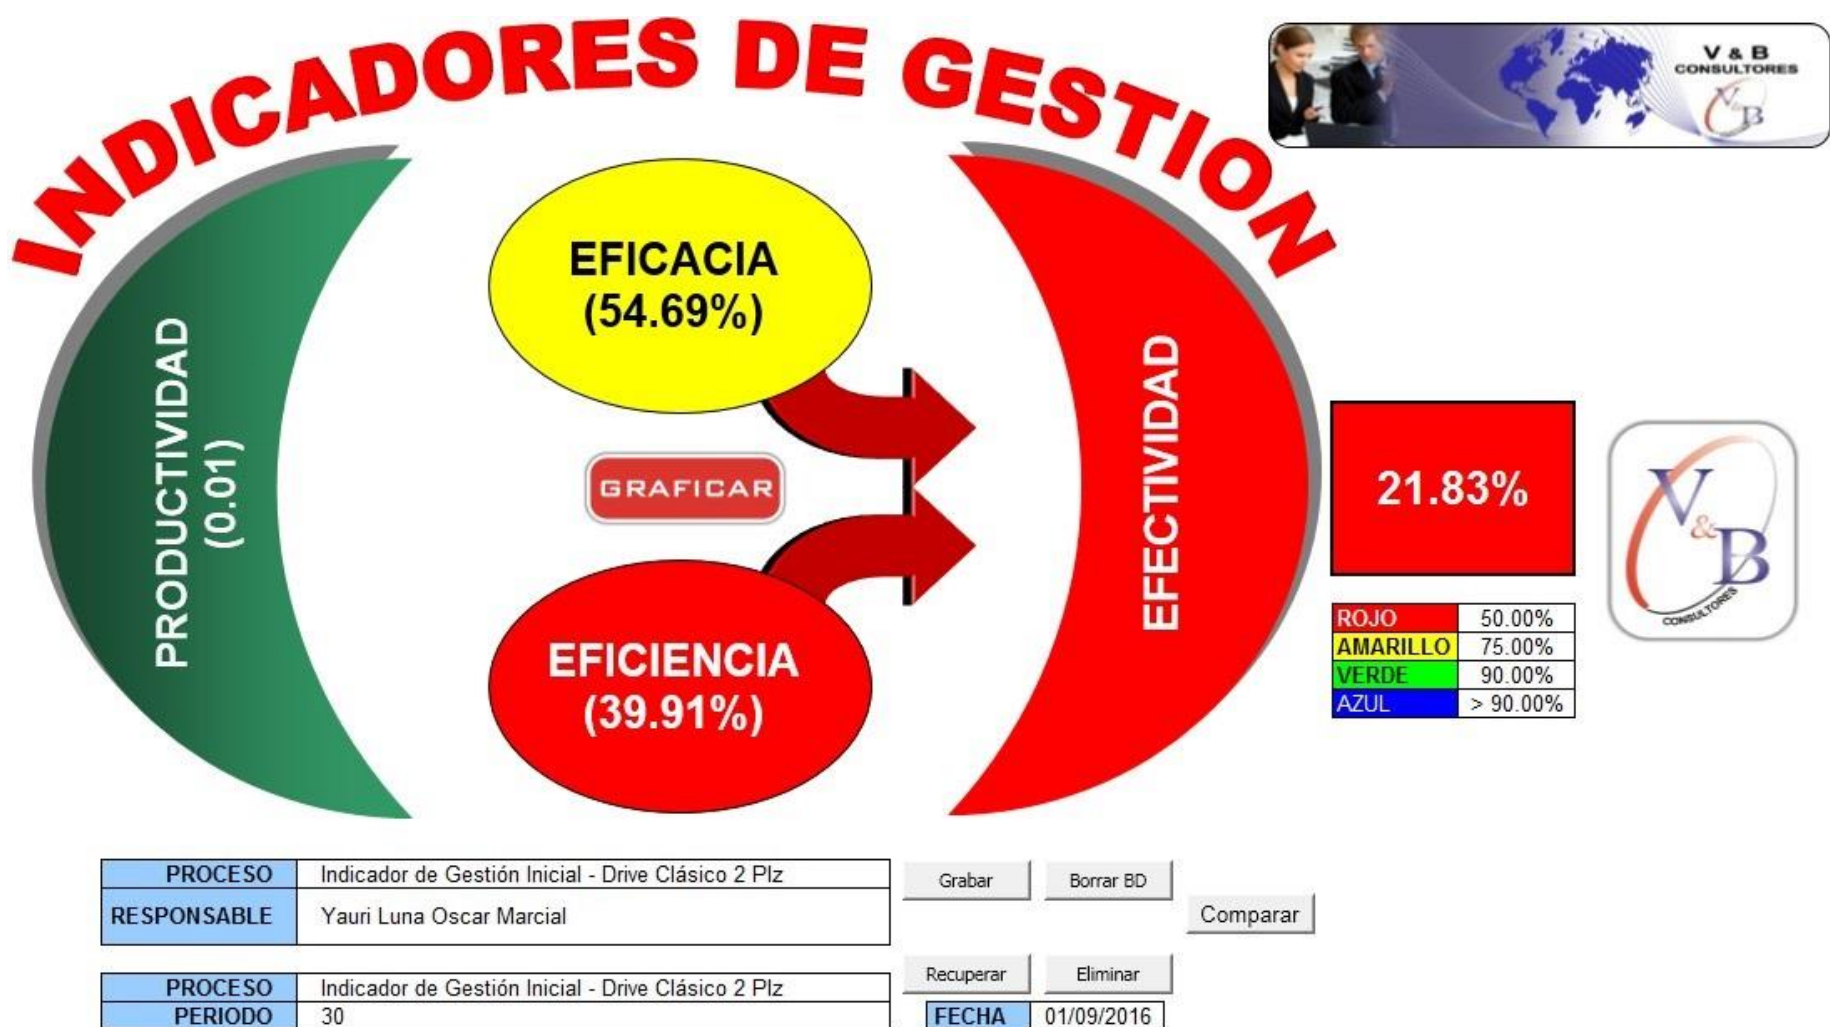 INDICADORES DE GESTION
V & B
CONSULTORES
V&B
EFICACIA
(54.69%)
PRODUCTIVIDAD
(0.01)
GRAFICAR
EFECTIVIDAD
21.83%
V&B
CONSULTORES
EFICIENCIA
(39.91%)
ROJO 50.00%
AMARILLO 75.00%
VERDE 90.00%
AZUL > 90.00%
PROCESO Indicador de Gestión Inicial - Drive Clásico 2 Plz
RESPONSABLE Yauri Luna Oscar Marcial
Grabar Borrar BD
Comparar
Recuperar Eliminar
PROCESO Indicador de Gestión Inicial - Drive Clásico 2 Plz
PERIODO 30
FECHA 01/09/2016